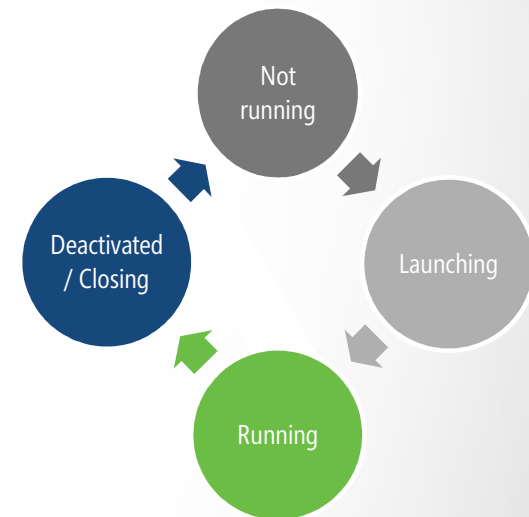 Not
running
Launching
Running
Deactivated
/ Closing